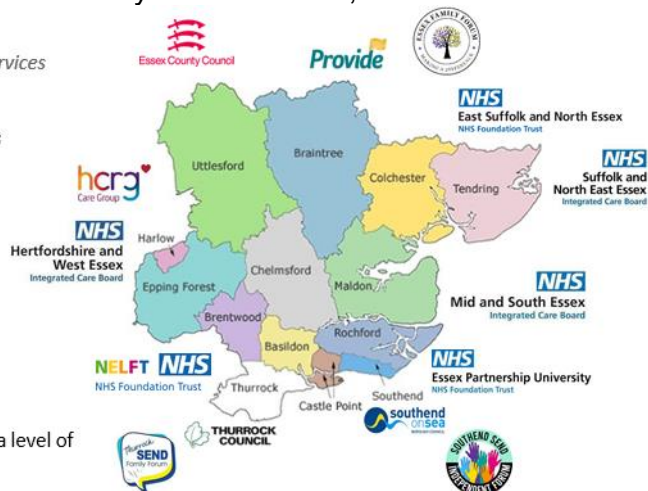 Essex County Council
Provide
ESSEX FAMILY FORUM
MAKING A DIFFERENCE
rvices
NHS
East Suffolk and North Essex
NHS Foundation Trust
Uttlesford
Braintree
Colchester
Tendring
NHS
Suffolk and
North East Essex
Integrated Care Board
hcrg
Care Group
NHS
Hertfordshire and
West Essex
Integrated Care Board
Harlow
Epping Forest
Chelmsford
Maldon
NHS
Mid and South Essex
Integrated Care Board
Brentwood
Basildon
Rochford
NELFT NHS
NHS Foundation Trust
Thurrock
Castle Point
Southend
NHS
Essex Partnership University
NHS Foundation Trust
THURROCK
COUNCIL
southend
on sea
a level of
Thurrock
SEND
Family Forum
SOUTHEND SEND
INDEPENDENT FORUM